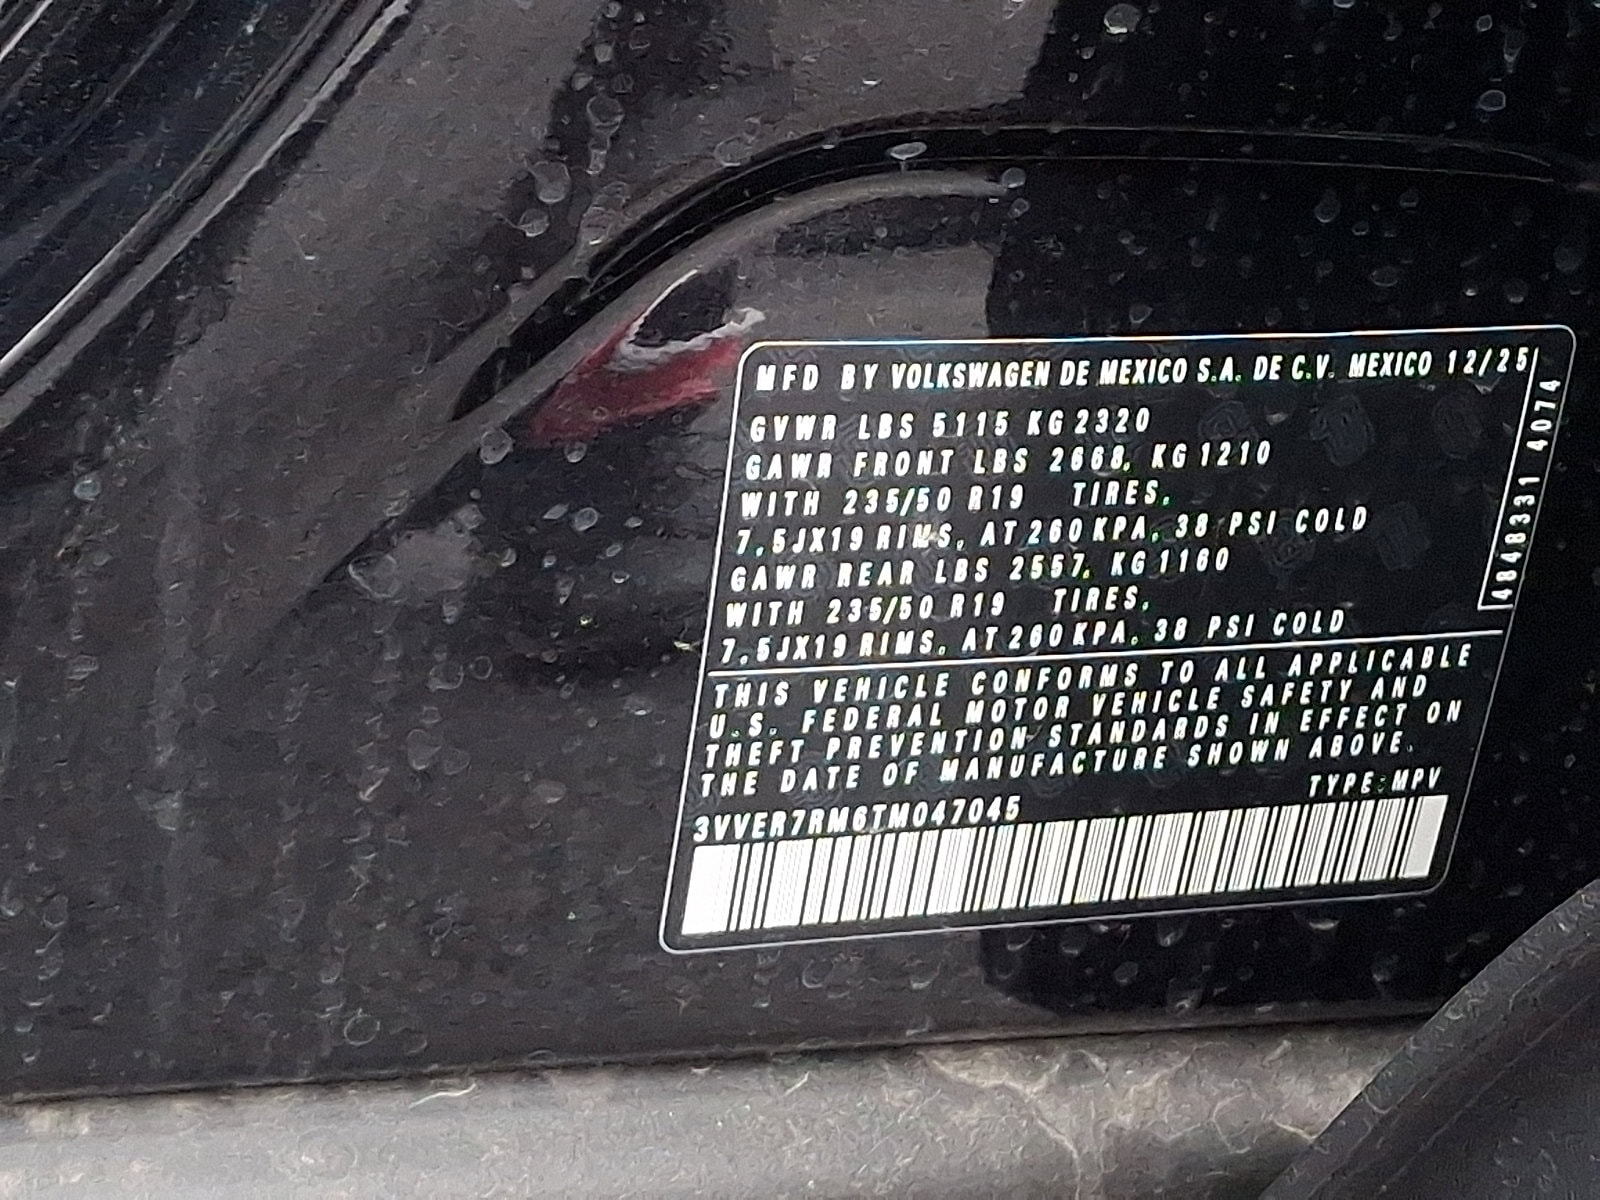 MFD BY VOLKSWAGEN DE MEXICO S.A. DE C.V. MEXICO 12/25
GVWR LBS 5115 KG 2320
GAWR FRONT LBS 2668, KG 1210
WITH 235/50 R19 TIRES,
7.5JX19 RIMS, AT 260 KPA, 38 PSI COLD
GAWR REAR LBS 2557, KG 1160
WITH 235/50 R19 TIRES,
7.5JX19 RIMS, AT 260 KPA, 38 PSI COLD
4848331 4074
THIS VEHICLE CONFORMS TO ALL APPLICABLE
U.S. FEDERAL MOTOR VEHICLE SAFETY AND
THEFT PREVENTION STANDARDS IN EFFECT ON
THE DATE OF MANUFACTURE SHOWN ABOVE.
TYPE: MPV
3VVER7RM6TM047045